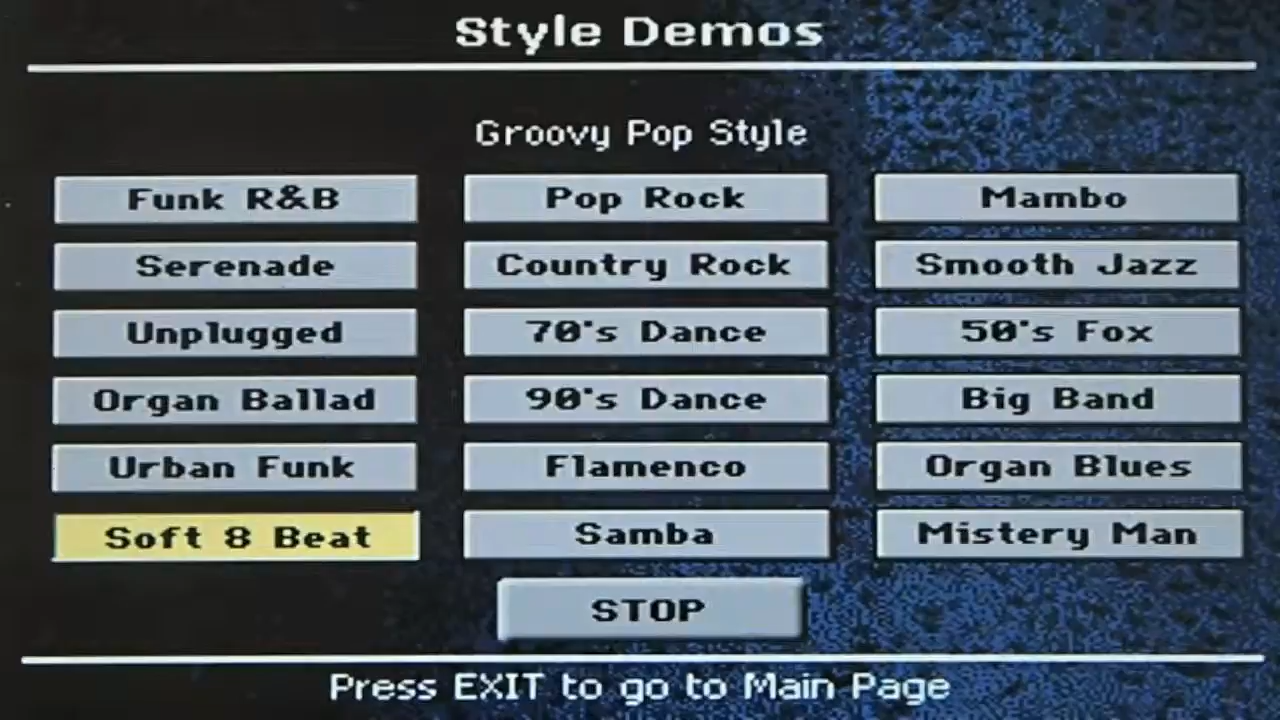 Style Demos
Groovy Pop Style
Funk R&B
Pop Rock
Mambo
Serenade
Country Rock
Smooth Jazz
Unplugged
70's Dance
50's Fox
Organ Ballad
90's Dance
Big Band
Urban Funk
Flamenco
Organ Blues
Soft 8 Beat
Samba
Mistery Man
STOP
Press EXIT to go to Main Page